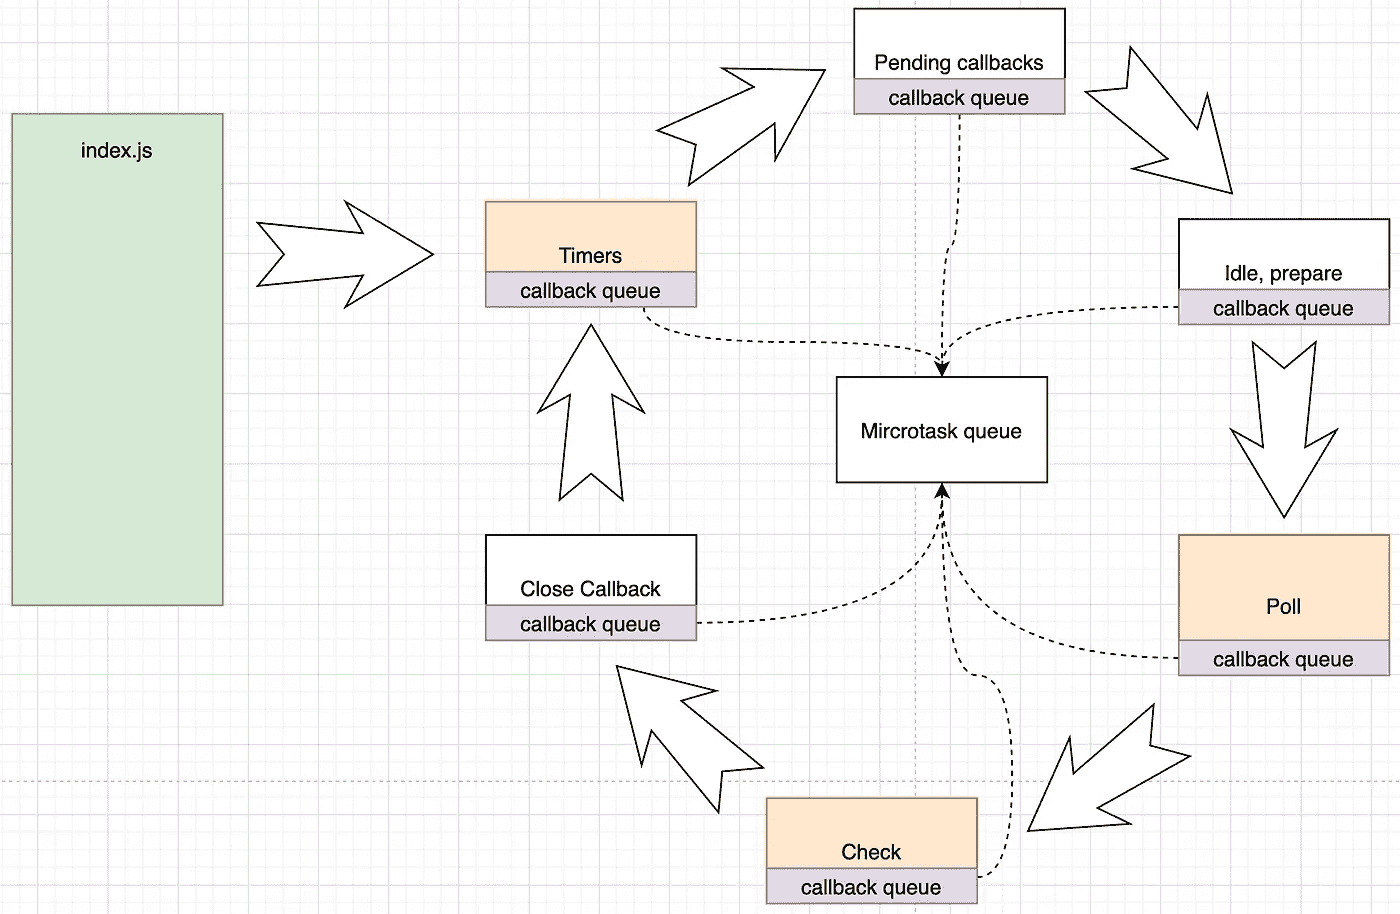 Pending callbacks
callback queue
index.js
Timers
callback queue
Idle, prepare
callback queue
Mircrotask queue
Close Callback
callback queue
Poll
callback queue
Check
callback queue